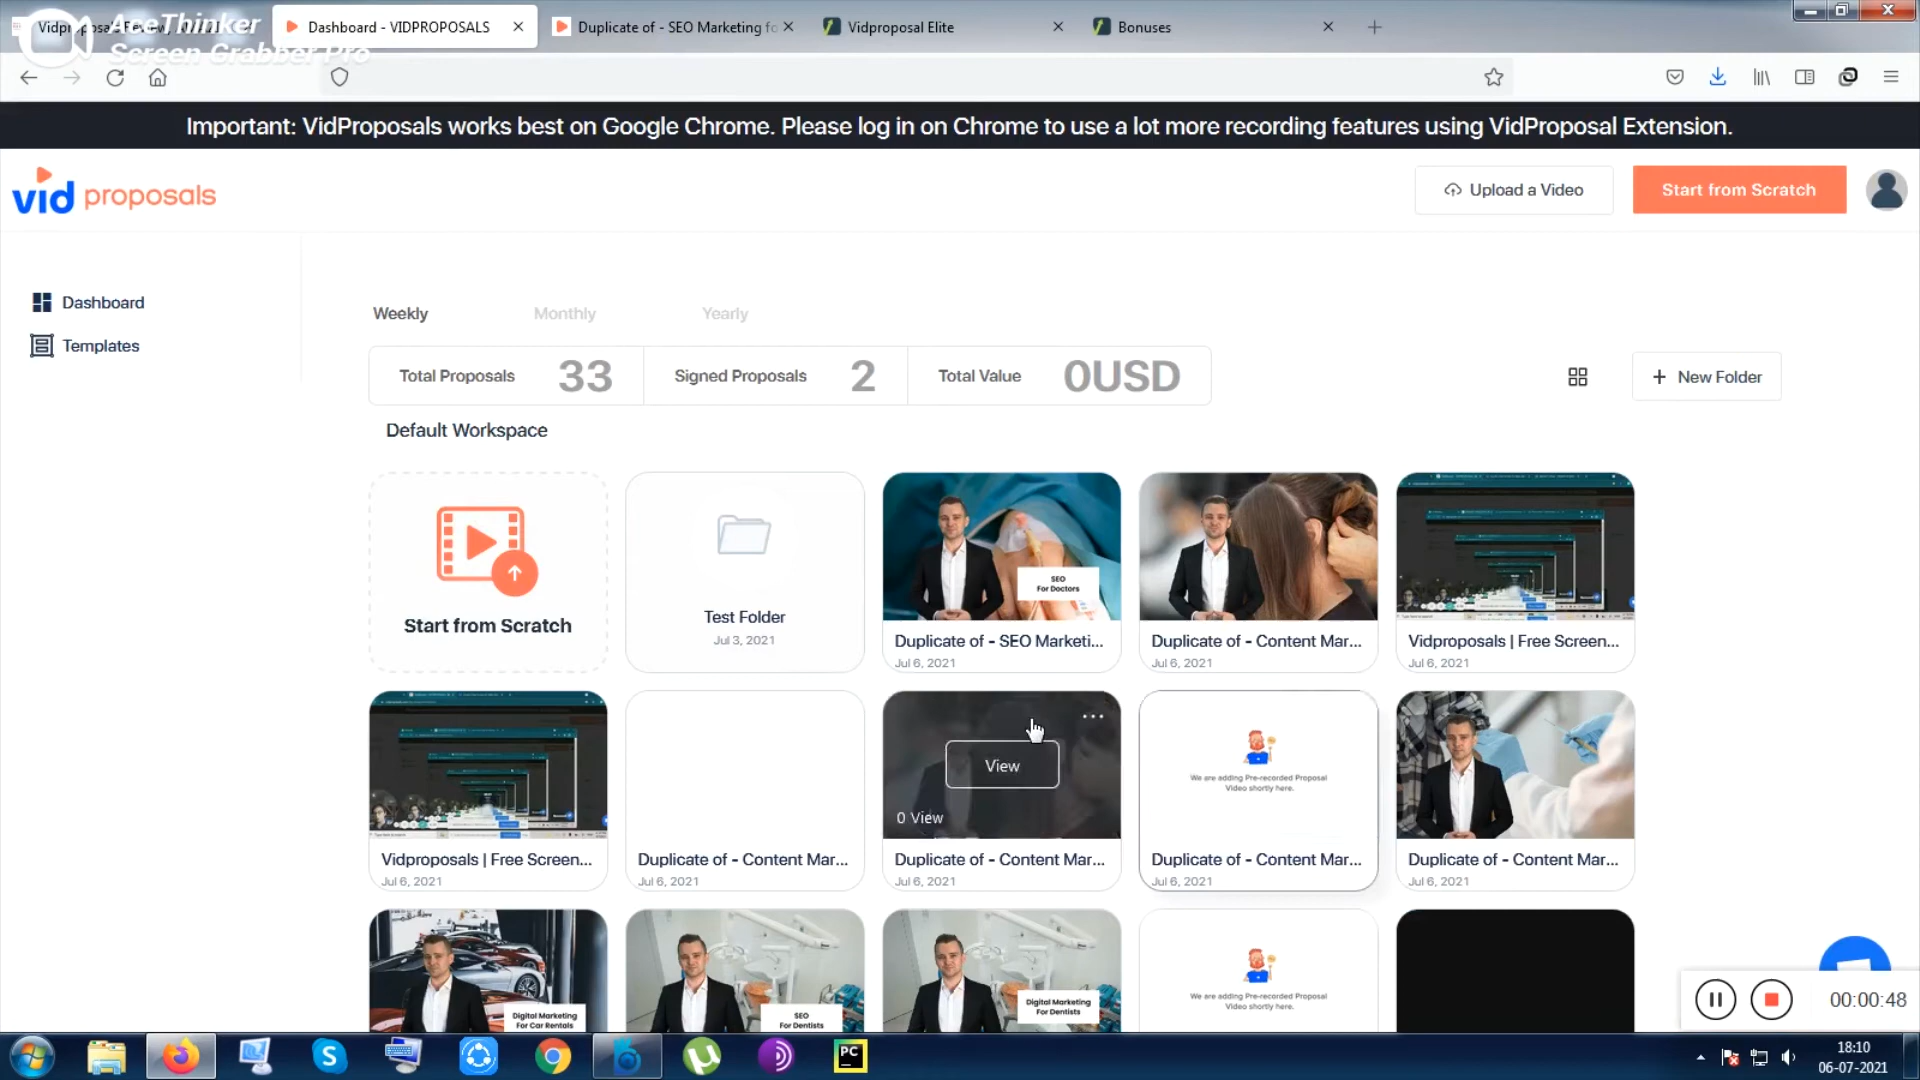 AceThinker
Screen Grabber Pro
Dashboard - VIDPROPOSALS
Duplicate of - SEO Marketing fo
Vidproposal Elite
Bonuses
Important: VidProposals works best on Google Chrome. Please log in on Chrome to use a lot more recording features using VidProposal Extension.
vid proposals
Upload a Video
Start from Scratch
Dashboard
Templates
Weekly
Monthly
Yearly
Total Proposals 33
Signed Proposals 2
Total Value 0USD
New Folder
Default Workspace
Start from Scratch
Test Folder
Jul 3, 2021
SEO
For Doctors
Duplicate of - SEO Marketi...
Jul 6, 2021
Duplicate of - Content Mar...
Jul 6, 2021
Vidproposals | Free Screen...
Jul 6, 2021
Vidproposals | Free Screen...
Jul 6, 2021
Duplicate of - Content Mar...
Jul 6, 2021
View
0 View
Duplicate of - Content Mar...
Jul 6, 2021
We are adding Pre-recorded Proposal
Video shortly here.
Duplicate of - Content Mar...
Jul 6, 2021
Duplicate of - Content Mar...
Jul 6, 2021
Digital Marketing
For Car Rentals
SEO
For Dentists
Digital Marketing
For Dentists
We are adding Pre-recorded Proposal
Video shortly here.
00:00:48
PC
18:10
06-07-2021